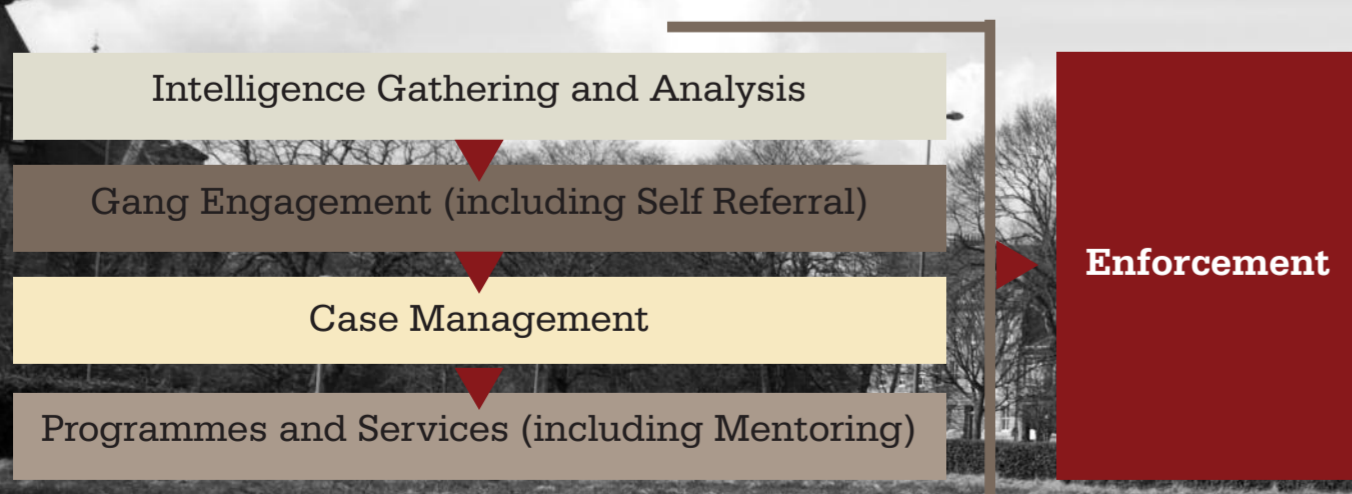 Intelligence Gathering and Analysis
Gang Engagement (including Self Referral)
Case Management
Programmes and Services (including Mentoring)
Enforcement